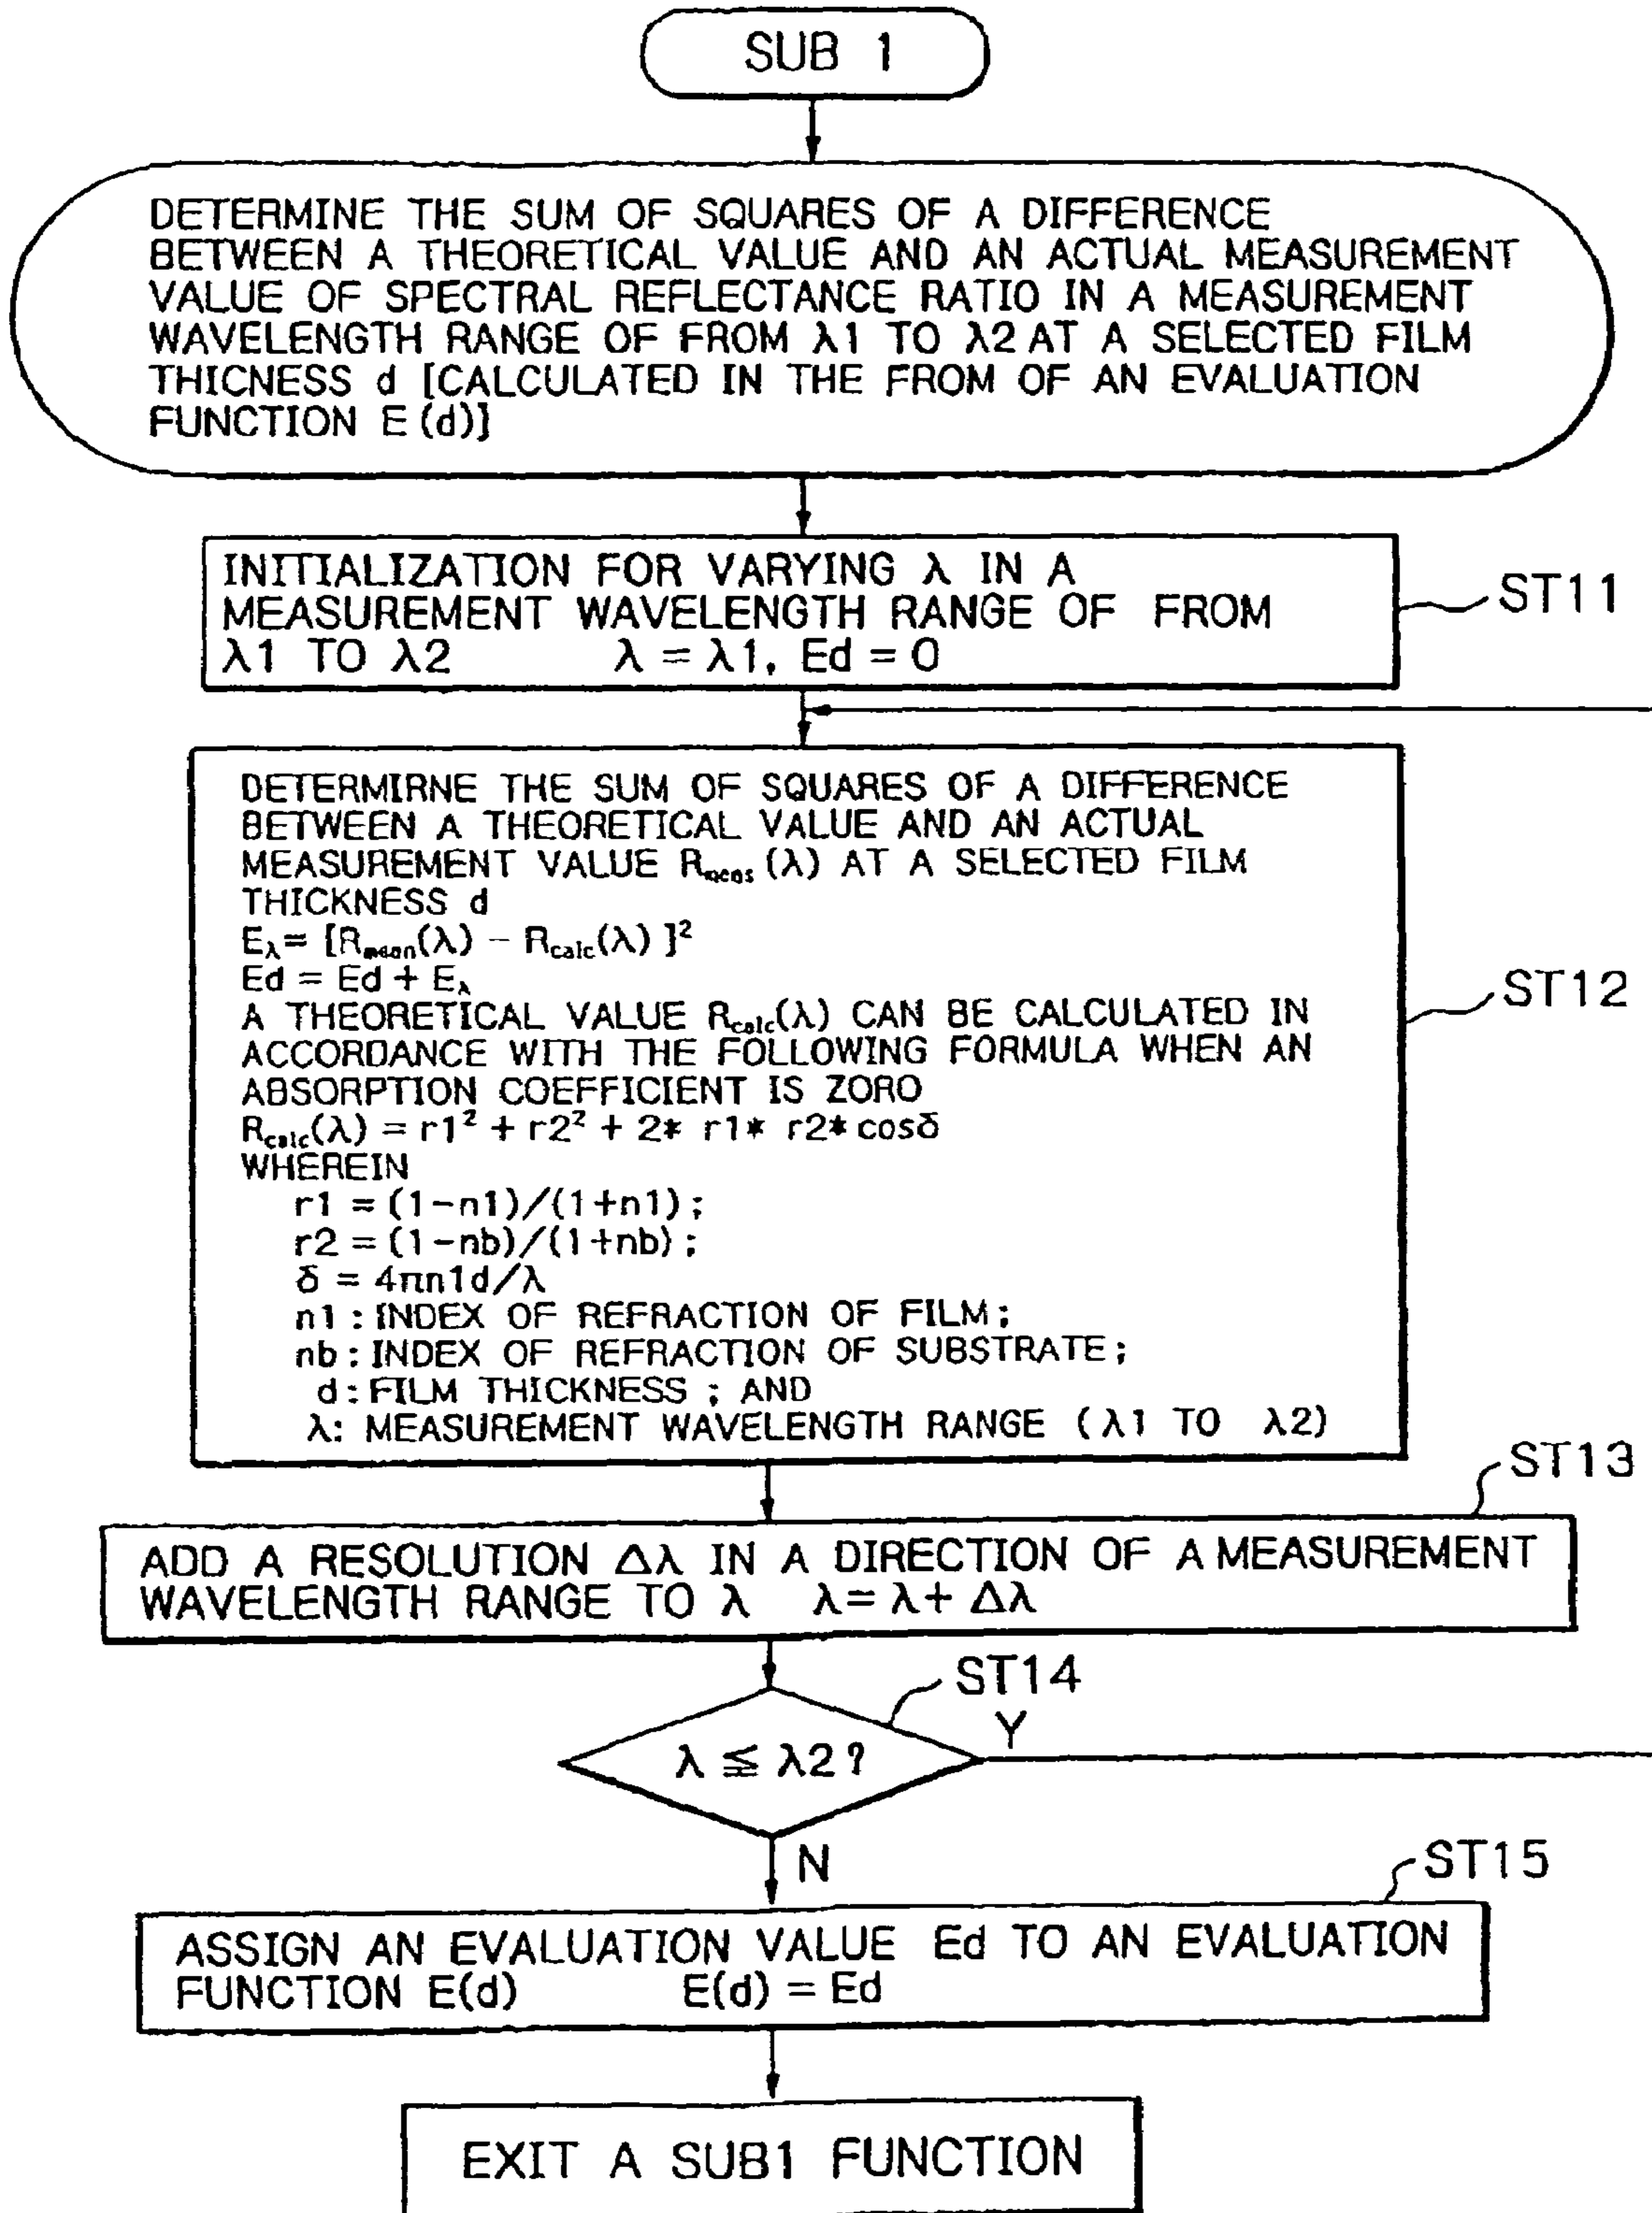 SUB 1
DETERMINE THE SUM OF SQUARES OF A DIFFERENCE
BETWEEN A THEORETICAL VALUE AND AN ACTUAL MEASUREMENT
VALUE OF SPECTRAL REFLECTANCE RATIO IN A MEASUREMENT
WAVELENGTH RANGE OF FROM λ1 TO λ2 AT A SELECTED FILM
THICNESS d [CALCULATED IN THE FROM OF AN EVALUATION
FUNCTION E(d)]
INITIALIZATION FOR VARYING λ IN A
MEASUREMENT WAVELENGTH RANGE OF FROM
λ1 TO λ2 λ = λ1, Ed = 0
ST11
DETERMIRNE THE SUM OF SQUARES OF A DIFFERENCE
BETWEEN A THEORETICAL VALUE AND AN ACTUAL
MEASUREMENT VALUE Rmeas(λ) AT A SELECTED FILM
THICKNESS d
Eλ= [Rmean(λ) − Rcalc(λ) ]²
Ed = Ed + Eλ
A THEORETICAL VALUE Rcalc(λ) CAN BE CALCULATED IN
ACCORDANCE WITH THE FOLLOWING FORMULA WHEN AN
ABSORPTION COEFFICIENT IS ZORO
Rcalc(λ) = r1² + r2² + 2* r1* r2* cosδ
WHEREIN
r1 = (1−n1)/(1+n1) ;
r2 = (1−nb)/(1+nb) ;
δ = 4πn1d/λ
n1 : INDEX OF REFRACTION OF FILM ;
nb : INDEX OF REFRACTION OF SUBSTRATE ;
d : FILM THICKNESS ; AND
λ: MEASUREMENT WAVELENGTH RANGE (λ1 TO λ2)
ST12
ST13
ADD A RESOLUTION Δλ IN A DIRECTION OF A MEASUREMENT
WAVELENGTH RANGE TO λ λ= λ+ Δλ
ST14
Y
λ ≦ λ2 ?
N
ST15
ASSIGN AN EVALUATION VALUE Ed TO AN EVALUATION
FUNCTION E(d) E(d) = Ed
EXIT A SUB1 FUNCTION